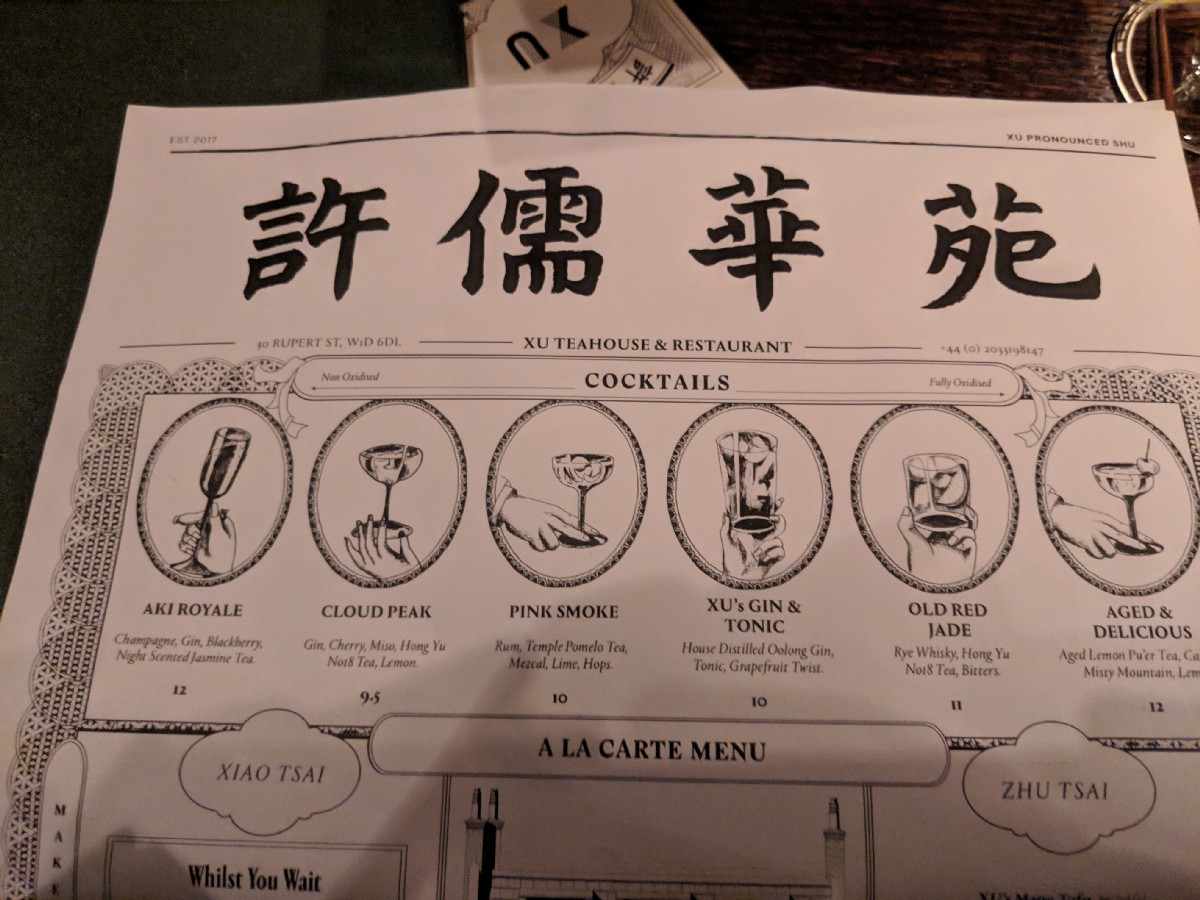 XU
EST 2017
XU PRONOUNCED SHU
許儒華苑
30 RUPERT ST, W1D 6DL
XU TEAHOUSE & RESTAURANT
+44 (0) 2033198147
Non Oxidised
COCKTAILS
Fully Oxidised
AKI ROYALE
Champagne, Gin, Blackberry,
Night Scented Jasmine Tea.
12
CLOUD PEAK
Gin, Cherry, Miso, Hong Yu
No18 Tea, Lemon.
9.5
PINK SMOKE
Rum, Temple Pomelo Tea,
Mezcal, Lime, Hops.
10
XU's GIN &
TONIC
House Distilled Oolong Gin,
Tonic, Grapefruit Twist.
10
OLD RED
JADE
Rye Whisky, Hong Yu
No18 Tea, Bitters.
11
AGED &
DELICIOUS
Aged Lemon Pu'er Tea, Ca
Misty Mountain, Lem
12
A LA CARTE MENU
XIAO TSAI
ZHU TSAI
MAKE
Whilst You Wait